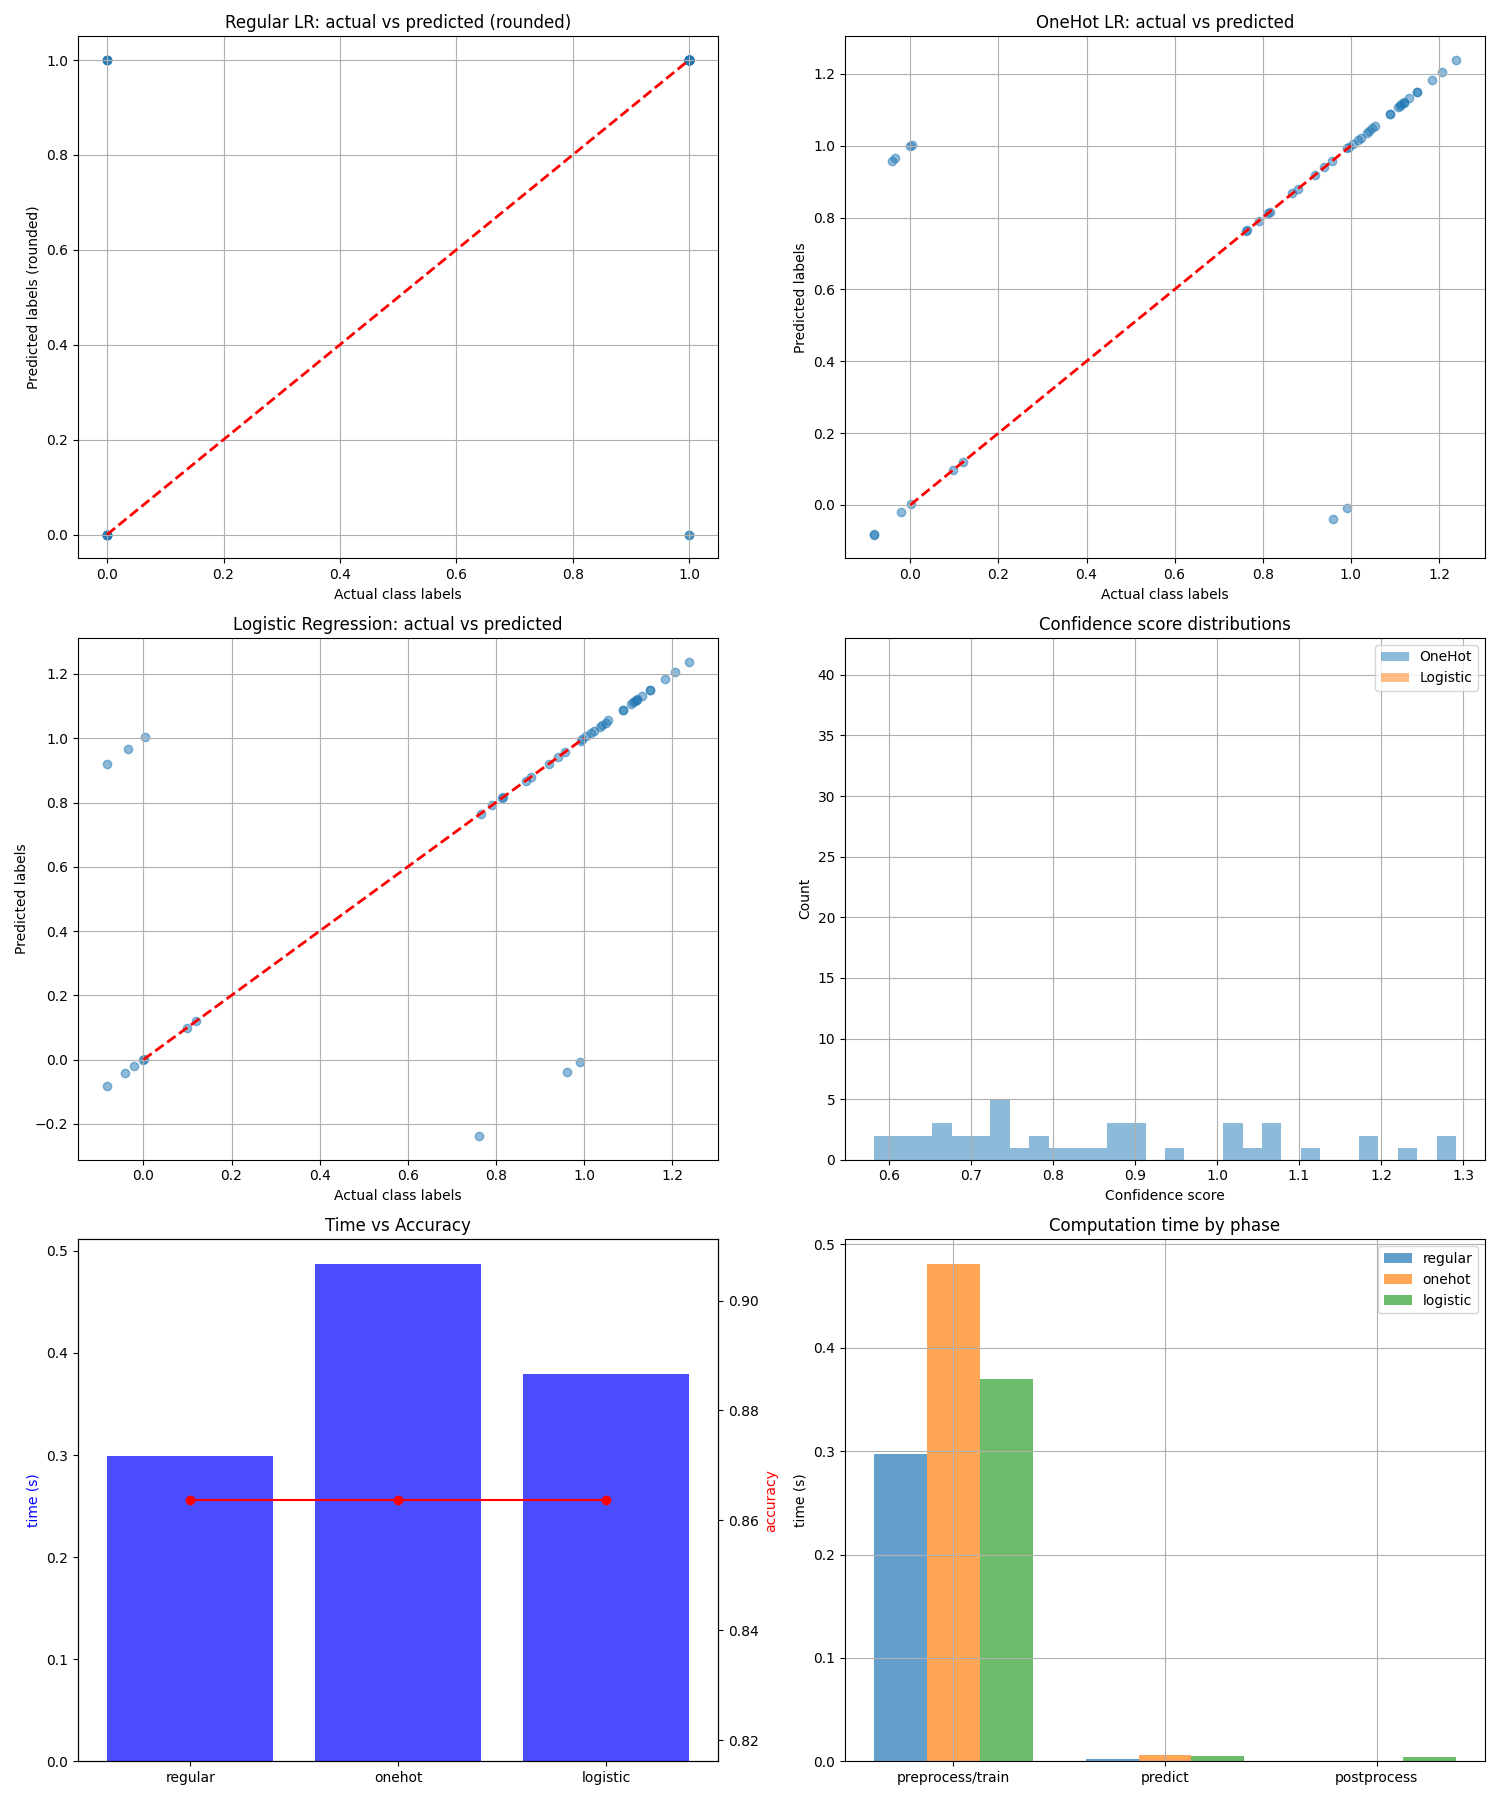 Regular LR: actual vs predicted (rounded)
Predicted labels (rounded)
1.0
0.8
0.6
0.4
0.2
0.0
0.0 0.2 0.4 0.6 0.8 1.0
Actual class labels
OneHot LR: actual vs predicted
Predicted labels
1.2
1.0
0.8
0.6
0.4
0.2
0.0
0.0 0.2 0.4 0.6 0.8 1.0 1.2
Actual class labels
Logistic Regression: actual vs predicted
Predicted labels
1.2
1.0
0.8
0.6
0.4
0.2
0.0
−0.2
0.0 0.2 0.4 0.6 0.8 1.0 1.2
Actual class labels
Confidence score distributions
OneHot
Logistic
Count
40
35
30
25
20
15
10
5
0
0.6 0.7 0.8 0.9 1.0 1.1 1.2 1.3
Confidence score
Time vs Accuracy
time (s)
0.5
0.4
0.3
0.2
0.1
0.0
regular onehot logistic
0.90
0.88
0.86
0.84
0.82
accuracy
Computation time by phase
regular
onehot
logistic
time (s)
0.5
0.4
0.3
0.2
0.1
0.0
preprocess/train predict postprocess